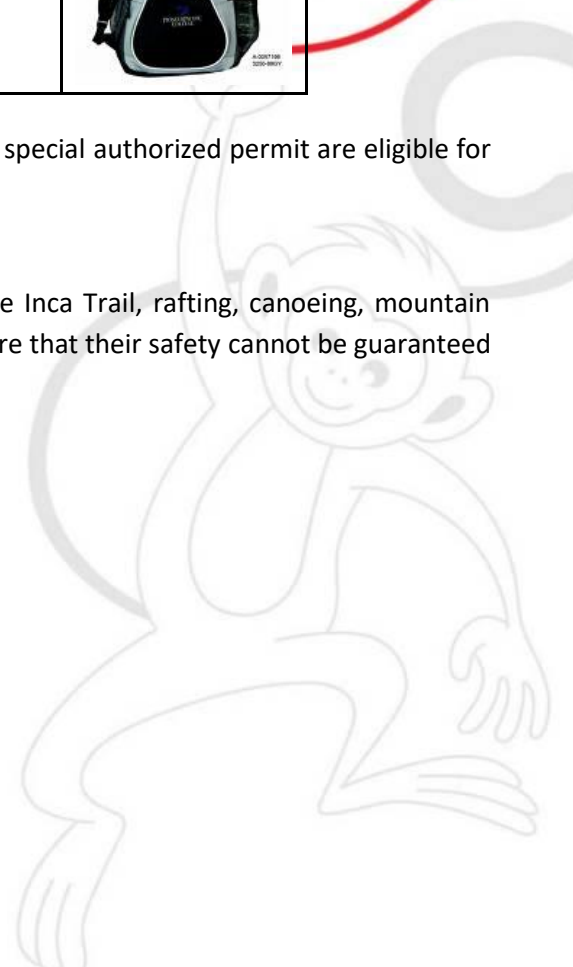 special authorized permit are eligible for
e Inca Trail, rafting, canoeing, mountain
re that their safety cannot be guaranteed